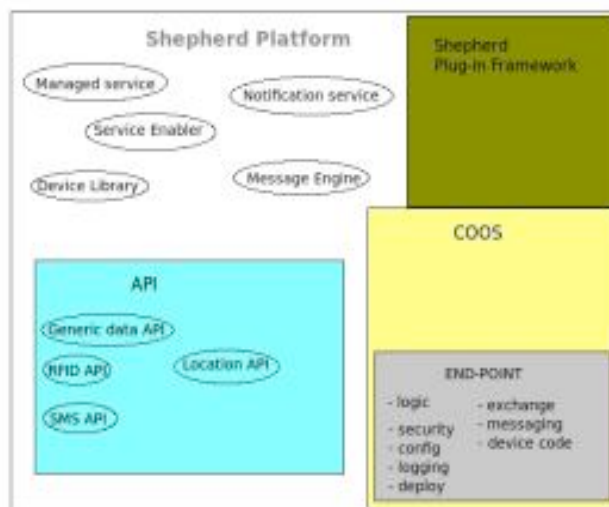 Shepherd Platform
Shepherd
Plug-in Framework
Managed service
Notification service
Service Enabler
Device Library
Message Engine
COOS
API
Generic data API
Location API
RFID API
SMS API
END-POINT
- logic
- security
- config
- logging
- deploy
- exchange
- messaging
- device code